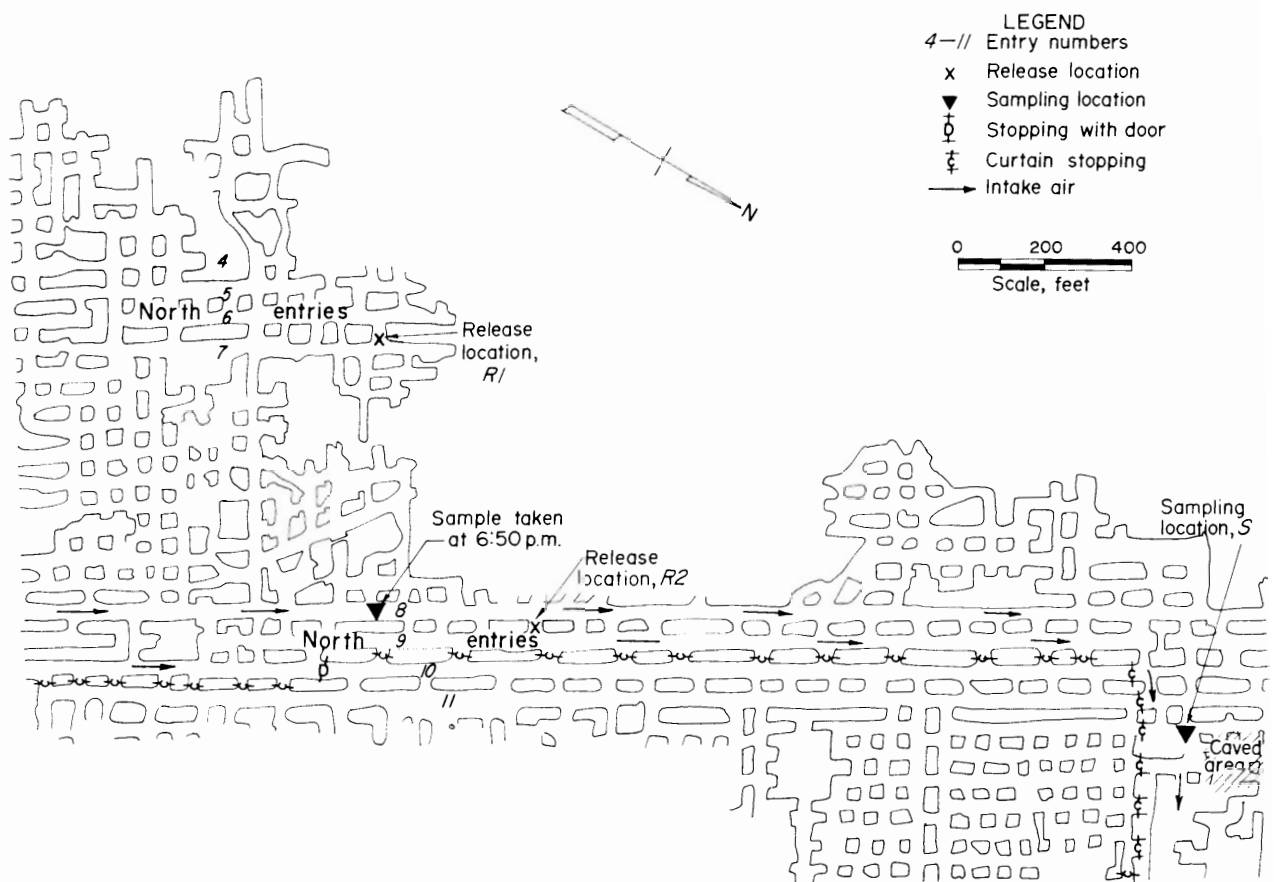 LEGEND
4–11 Entry numbers
x Release location
Sampling location
D Stopping with door
C Curtain stopping
Intake air
N
0 200 400
Scale, feet
4
5
North entries
6
7
Release
location,
R1
Sample taken
at 6:50 p.m.
Release
location, R2
Sampling
location, S
8
North 9 entries
D
10
11
C
C
C
C
C
C
C
Caved
area